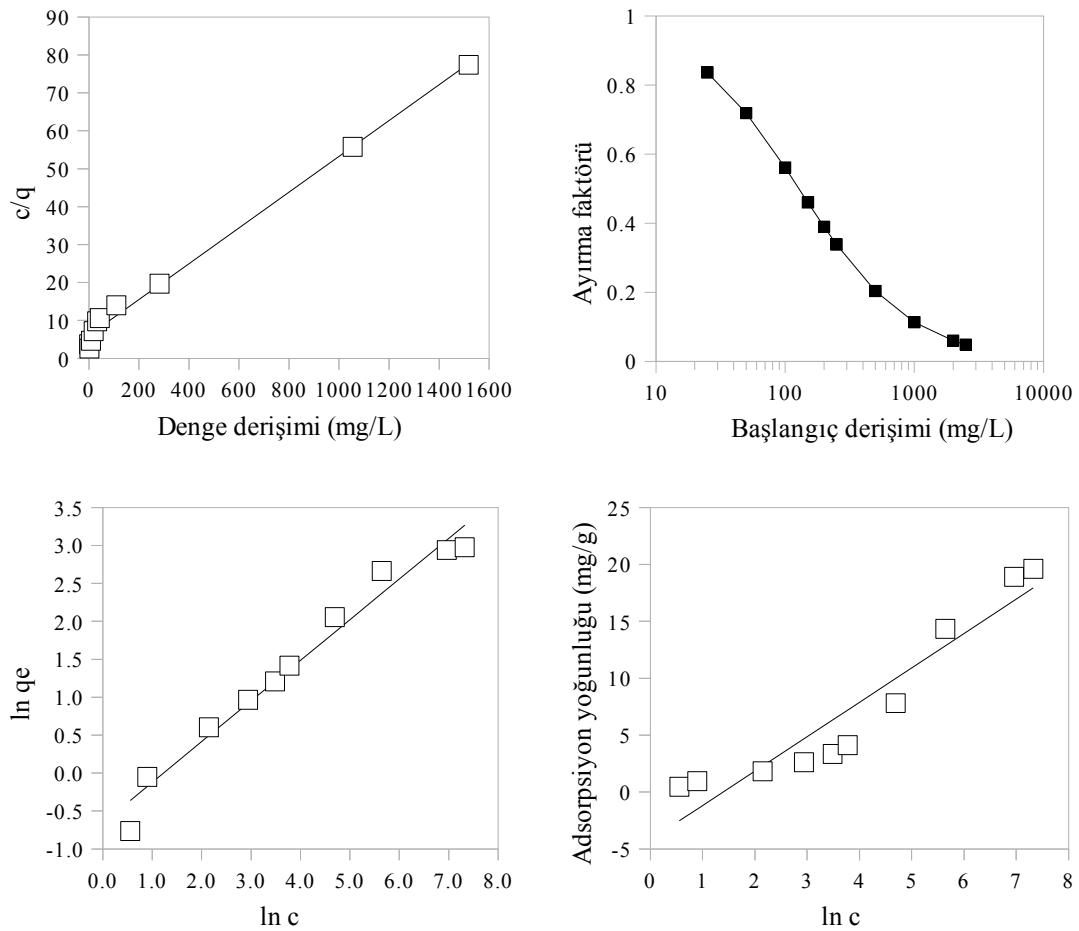 90
80
70
60
50
40
30
20
10
0
c/q
0 200 400 600 800 1000 1200 1400 1600
Denge derişimi (mg/L)
1
0.8
0.6
0.4
0.2
0
Ayırma faktörü
10 100 1000 10000
Başlangıç derişimi (mg/L)
3.5
3.0
2.5
2.0
1.5
1.0
0.5
0.0
-0.5
-1.0
ln qe
0.0 1.0 2.0 3.0 4.0 5.0 6.0 7.0 8.0
ln c
25
20
15
10
5
0
-5
Adsorpsiyon yoğunluğu (mg/g)
0 1 2 3 4 5 6 7 8
ln c